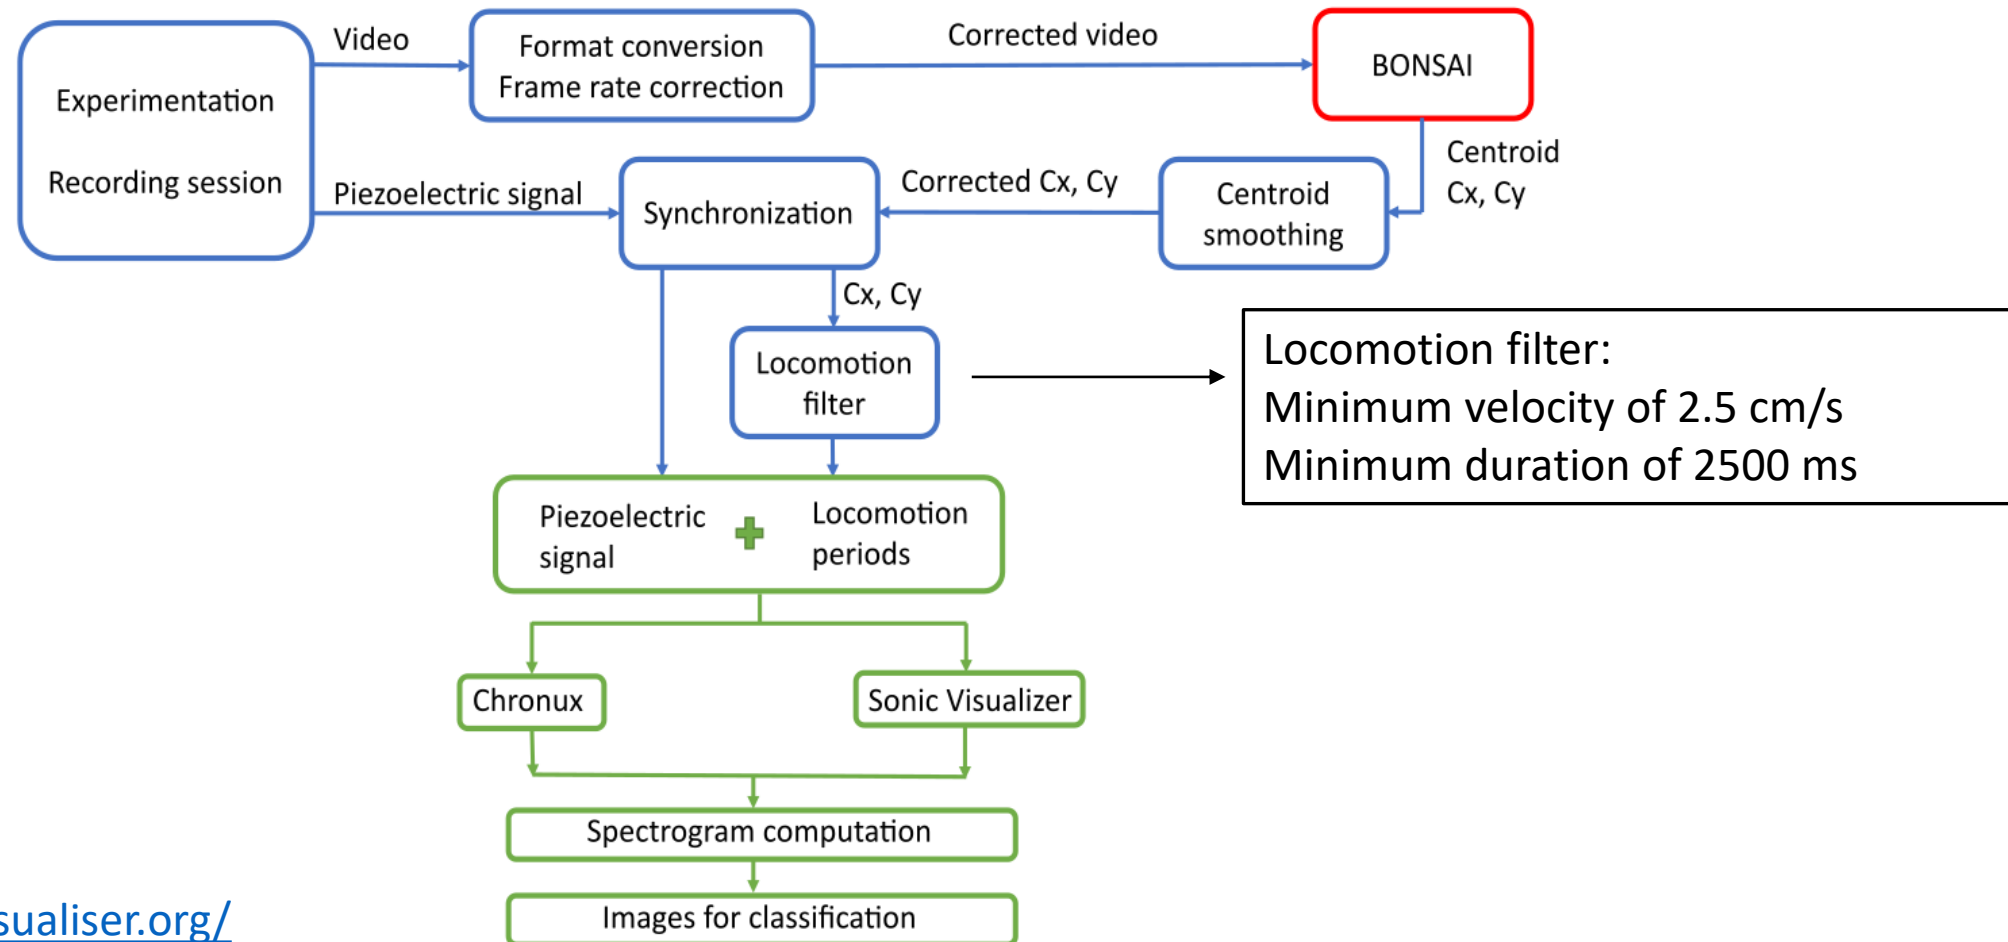 Video
Format conversion
Frame rate correction
Corrected video
BONSAI
Experimentation
Recording session
Piezoelectric signal
Synchronization
Corrected Cx, Cy
Centroid
smoothing
Centroid
Cx, Cy
Cx, Cy
Locomotion
filter
Locomotion filter:
Minimum velocity of 2.5 cm/s
Minimum duration of 2500 ms
Piezoelectric
signal
Locomotion
periods
Chronux
Sonic Visualizer
Spectrogram computation
Images for classification
sualiser.org/